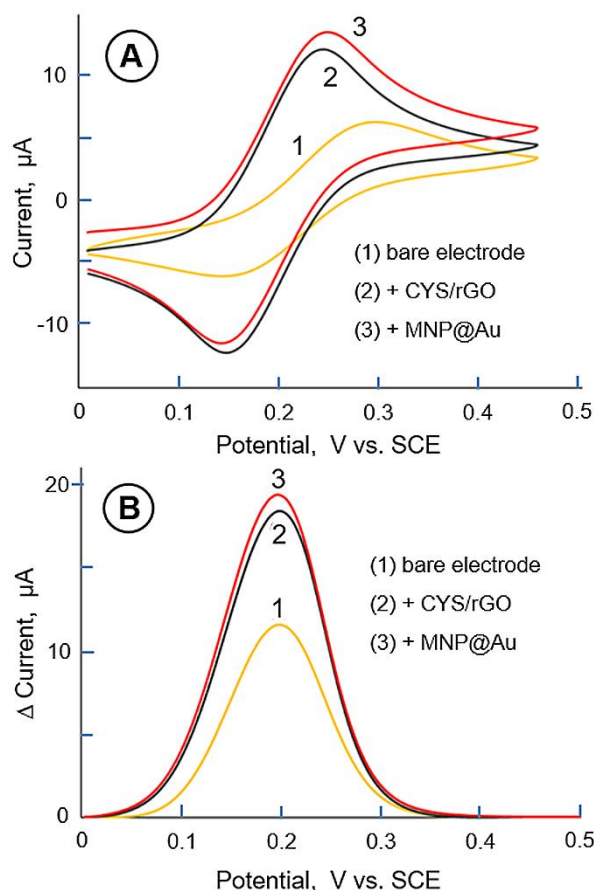 A
3
2
1
10
0
-10
Current, μA
(1) bare electrode
(2) + CYS/rGO
(3) + MNP@Au
0
0.1
0.2
0.3
0.4
0.5
Potential, V vs. SCE
B
20
10
0
Δ Current, μA
3
2
1
(1) bare electrode
(2) + CYS/rGO
(3) + MNP@Au
0
0.1
0.2
0.3
0.4
0.5
Potential, V vs. SCE